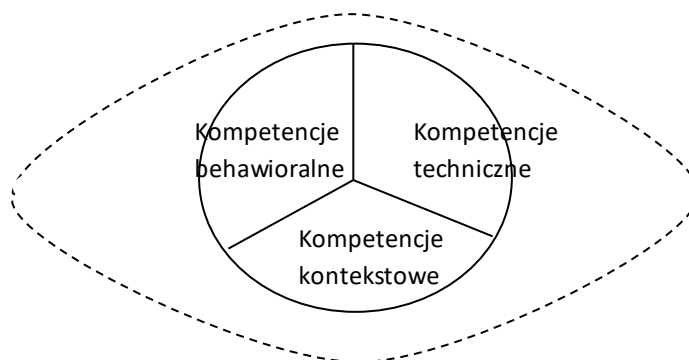 Kompetencje
behawioralne
Kompetencje
techniczne
Kompetencje
kontekstowe